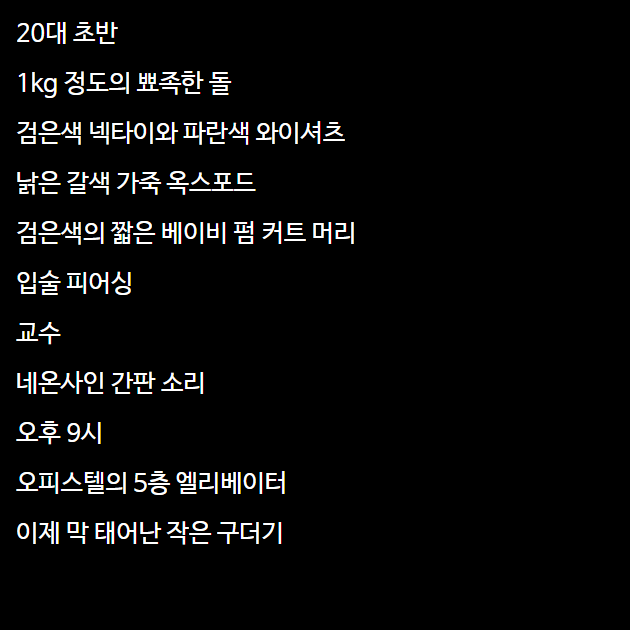 20대 초반
1kg 정도의 뾰족한 돌
검은색 넥타이와 파란색 와이셔츠
낡은 갈색 가죽 옥스포드
검은색의 짧은 베이비 펌 커트 머리
입술 피어싱
교수
네온사인 간판 소리
오후 9시
오피스텔의 5층 엘리베이터
이제 막 태어난 작은 구더기